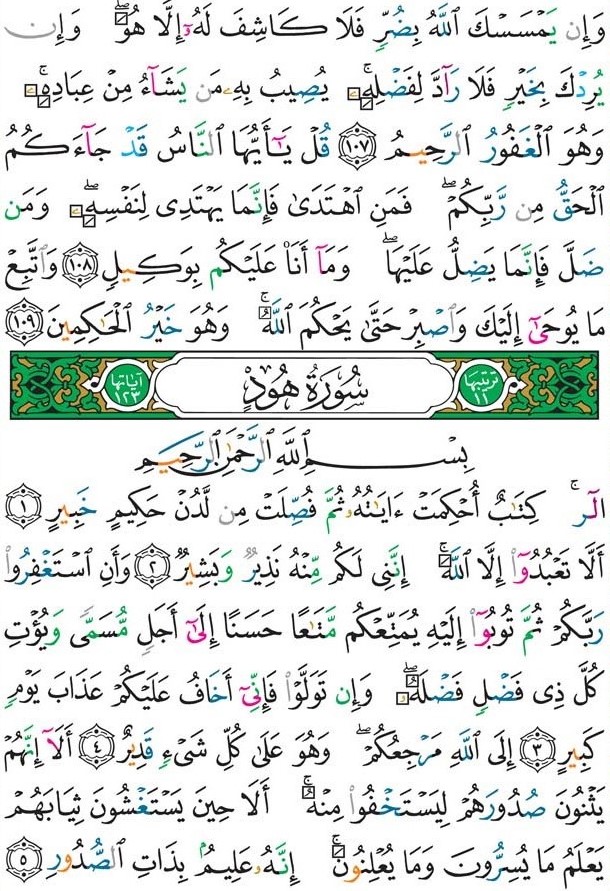 وَإِن يَمْسَسْكَ ٱللَّهُ بِضُرٍّ فَلَا كَاشِفَ لَهُۥٓ إِلَّا هُوَ ۖ وَإِن
يُرِدْكَ بِخَيْرٍ فَلَا رَآدَّ لِفَضْلِهِۦ ۚ يُصِيبُ بِهِۦ مَن يَشَآءُ مِنْ عِبَادِهِۦ ۚ
وَهُوَ ٱلْغَفُورُ ٱلرَّحِيمُ ١٠٧ قُلْ يَـٰٓأَيُّهَا ٱلنَّاسُ قَدْ جَآءَكُمُ
ٱلْحَقُّ مِن رَّبِّكُمْ ۖ فَمَنِ ٱهْتَدَىٰ فَإِنَّمَا يَهْتَدِى لِنَفْسِهِۦ ۖ وَمَن
ضَلَّ فَإِنَّمَا يَضِلُّ عَلَيْهَا ۖ وَمَآ أَنَا۠ عَلَيْكُم بِوَكِيلٍ ١٠٨ وَٱتَّبِعْ
مَا يُوحَىٰٓ إِلَيْكَ وَٱصْبِرْ حَتَّىٰ يَحْكُمَ ٱللَّهُ ۚ وَهُوَ خَيْرُ ٱلْحَـٰكِمِينَ ١٠٩
ترتيبها ١١ سُورَةُ هُودٍ آياتها ١٢٣
بِسْمِ ٱللَّهِ ٱلرَّحْمَـٰنِ ٱلرَّحِيمِ
الٓر ۚ كِتَـٰبٌ أُحْكِمَتْ ءَايَـٰتُهُۥ ثُمَّ فُصِّلَتْ مِن لَّدُنْ حَكِيمٍ خَبِيرٍ ١
أَلَّا تَعْبُدُوٓا۟ إِلَّا ٱللَّهَ ۚ إِنَّنِى لَكُم مِّنْهُ نَذِيرٌ وَبَشِيرٌ ٢ وَأَنِ ٱسْتَغْفِرُوا۟
رَبَّكُمْ ثُمَّ تُوبُوٓا۟ إِلَيْهِ يُمَتِّعْكُم مَّتَـٰعًا حَسَنًا إِلَىٰٓ أَجَلٍ مُّسَمًّى وَيُؤْتِ
كُلَّ ذِى فَضْلٍ فَضْلَهُۥ ۖ وَإِن تَوَلَّوْا۟ فَإِنِّىٓ أَخَافُ عَلَيْكُمْ عَذَابَ يَوْمٍ
كَبِيرٍ ٣ إِلَى ٱللَّهِ مَرْجِعُكُمْ ۖ وَهُوَ عَلَىٰ كُلِّ شَىْءٍ قَدِيرٌ ٤ أَلَآ إِنَّهُمْ
يَثْنُونَ صُدُورَهُمْ لِيَسْتَخْفُوا۟ مِنْهُ ۚ أَلَا حِينَ يَسْتَغْشُونَ ثِيَابَهُمْ
يَعْلَمُ مَا يُسِرُّونَ وَمَا يُعْلِنُونَ ۚ إِنَّهُۥ عَلِيمٌۢ بِذَاتِ ٱلصُّدُورِ ٥